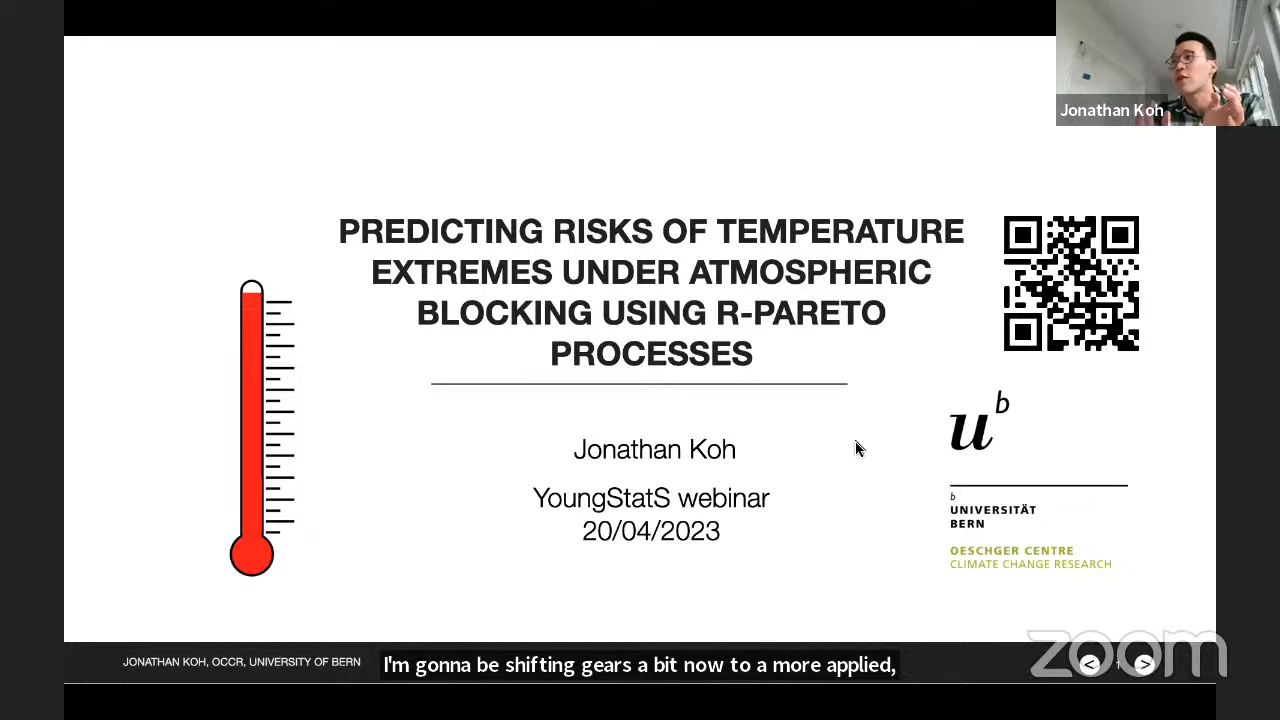 Jonathan Koh
PREDICTING RISKS OF TEMPERATURE
EXTREMES UNDER ATMOSPHERIC
BLOCKING USING R-PARETO
PROCESSES
Jonathan Koh
YoungStatS webinar
20/04/2023
u b
b
UNIVERSITÄT
BERN
OESCHGER CENTRE
CLIMATE CHANGE RESEARCH
JONATHAN KOH, OCCR, UNIVERSITY OF BERN
I'm gonna be shifting gears a bit now to a more applied,
< 1 >
zoom